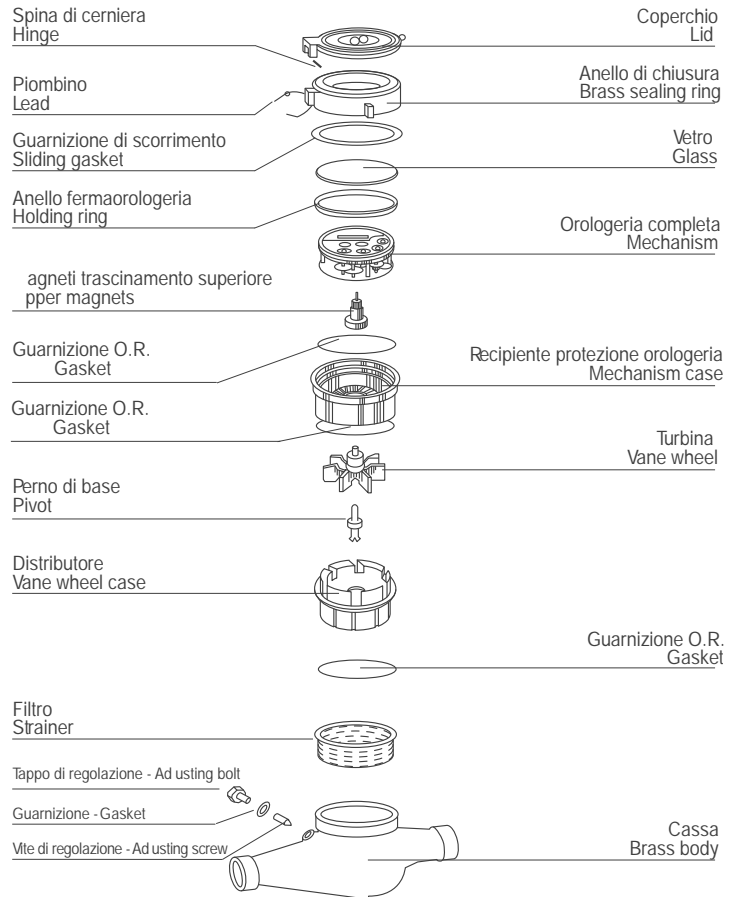 Spina di cerniera
Hinge
Coperchio
Lid
Piombino
Lead
Anello di chiusura
Brass sealing ring
Guarnizione di scorrimento
Sliding gasket
Vetro
Glass
Anello fermaorologeria
Holding ring
Orologeria completa
Mechanism
agneti trascinamento superiore
pper magnets
Guarnizione O.R.
Gasket
Recipiente protezione orologeria
Mechanism case
Guarnizione O.R.
Gasket
Turbina
Vane wheel
Perno di base
Pivot
Distributore
Vane wheel case
Guarnizione O.R.
Gasket
Filtro
Strainer
Tappo di regolazione - Ad usting bolt
Guarnizione - Gasket
Vite di regolazione - Ad usting screw
Cassa
Brass body